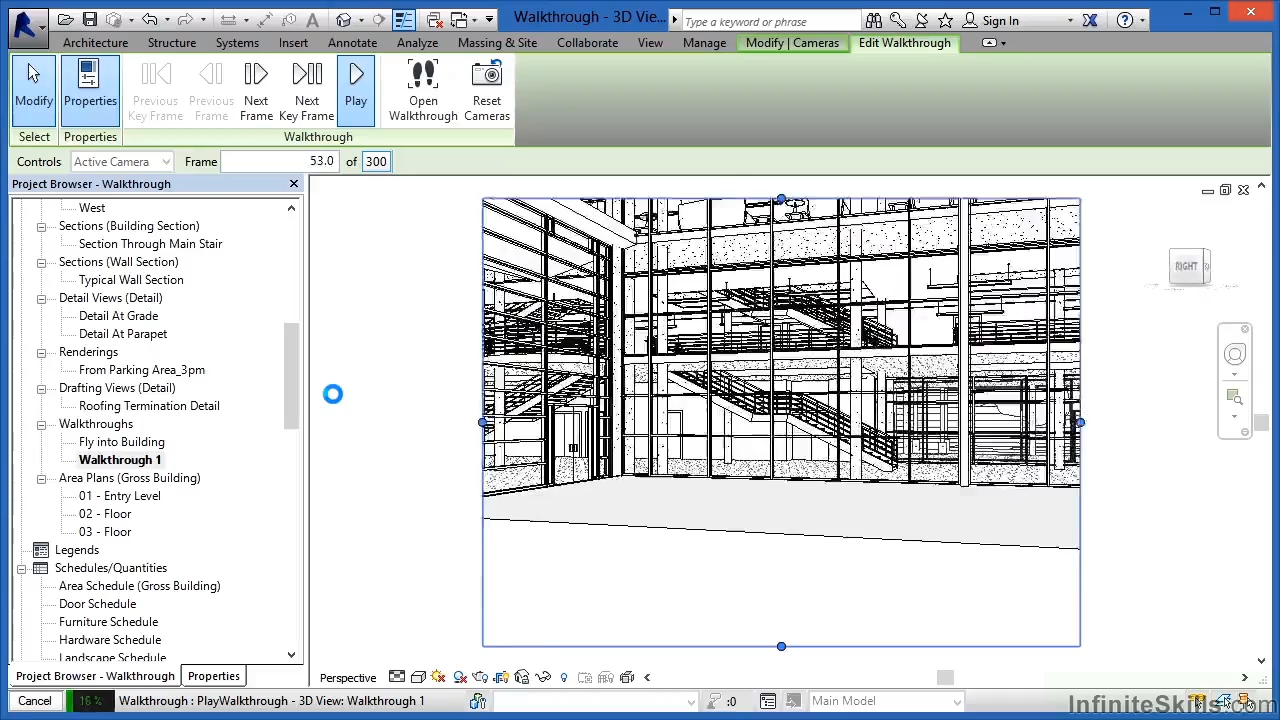 Walkthrough - 3D Vie...
Type a keyword or phrase
Sign In
Architecture
Structure
Systems
Insert
Annotate
Analyze
Massing & Site
Collaborate
View
Manage
Modify | Cameras
Edit Walkthrough
Modify
Properties
Previous Key Frame
Previous Frame
Next Frame
Next Key Frame
Play
Open Walkthrough
Reset Cameras
Select
Properties
Walkthrough
Controls
Active Camera
Frame
53.0
of
300
Project Browser - Walkthrough
West
Sections (Building Section)
Section Through Main Stair
Sections (Wall Section)
Typical Wall Section
Detail Views (Detail)
Detail At Grade
Detail At Parapet
Renderings
From Parking Area_3pm
Drafting Views (Detail)
Roofing Termination Detail
Walkthroughs
Fly into Building
Walkthrough 1
Area Plans (Gross Building)
01 - Entry Level
02 - Floor
03 - Floor
Legends
Schedules/Quantities
Area Schedule (Gross Building)
Door Schedule
Furniture Schedule
Hardware Schedule
Landscape Schedule
RIGHT
Project Browser - Walkthrough
Properties
Perspective
Cancel
Walkthrough : PlayWalkthrough - 3D View: Walkthrough 1
:0
Main Model
InfiniteSkills.com